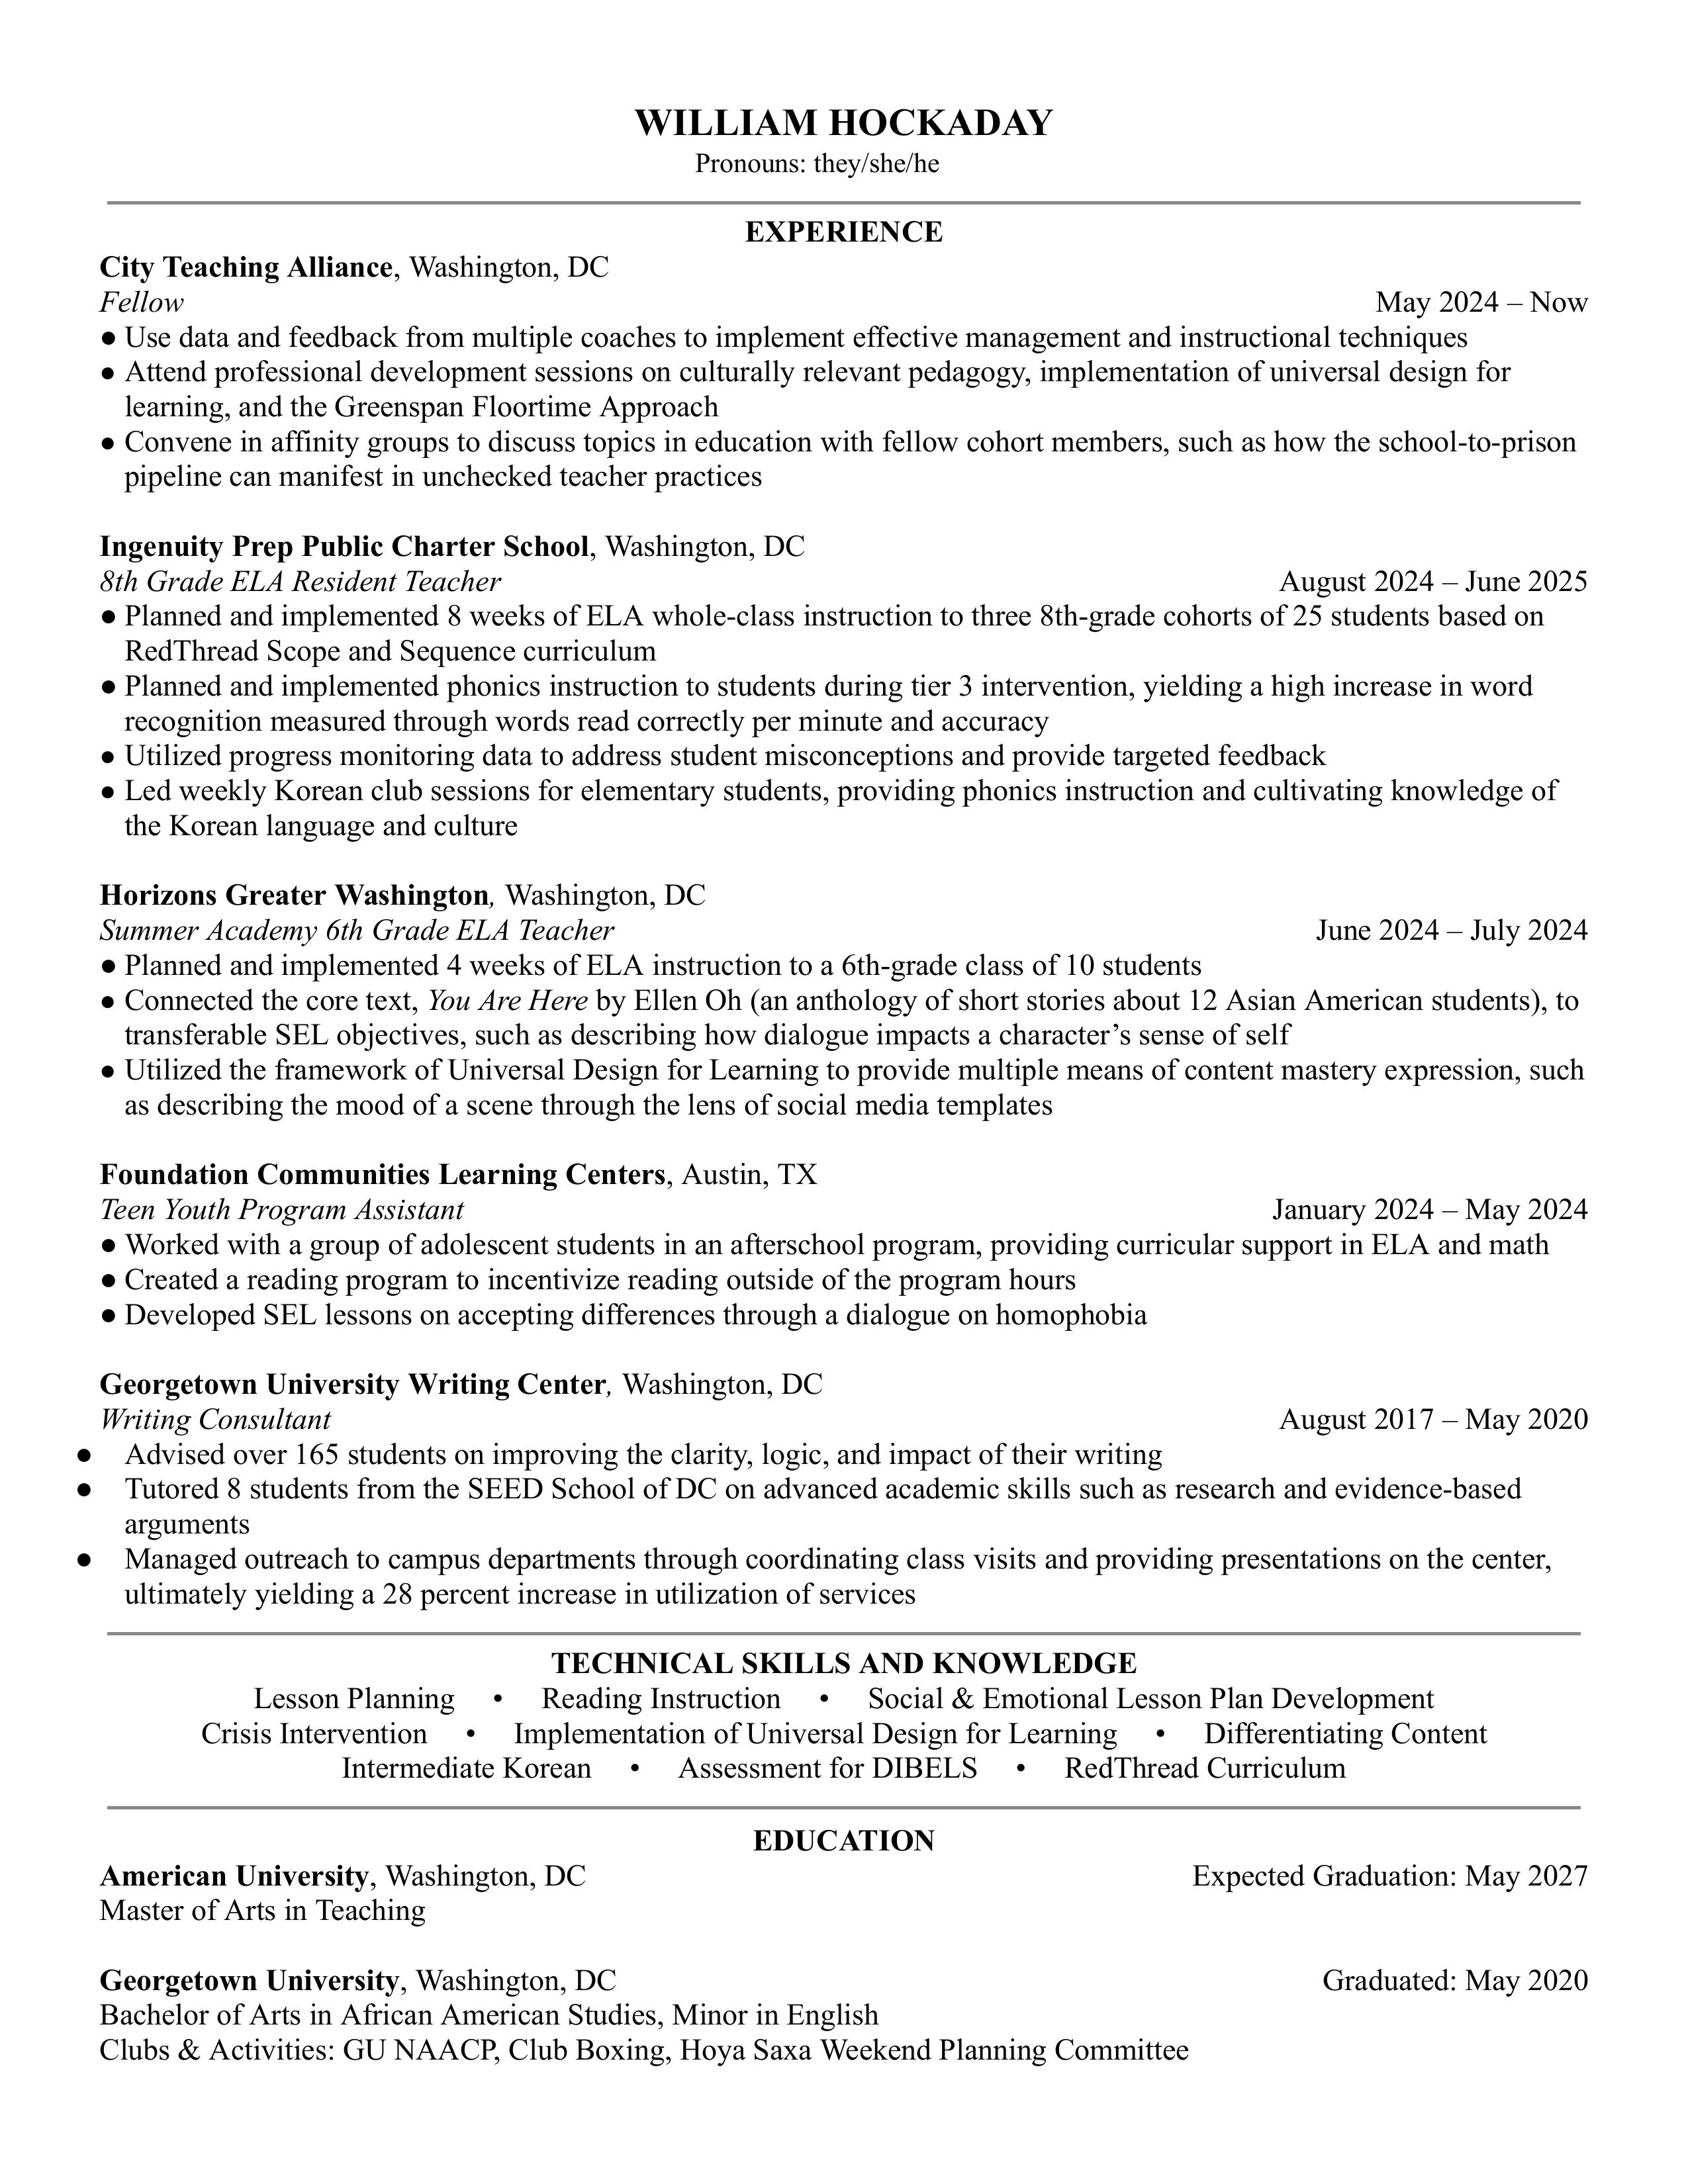 WILLIAM HOCKADAY
Pronouns: they/she/he
EXPERIENCE
City Teaching Alliance, Washington, DC
Fellow May 2024 – Now
● Use data and feedback from multiple coaches to implement effective management and instructional techniques
● Attend professional development sessions on culturally relevant pedagogy, implementation of universal design for
learning, and the Greenspan Floortime Approach
● Convene in affinity groups to discuss topics in education with fellow cohort members, such as how the school-to-prison
pipeline can manifest in unchecked teacher practices
Ingenuity Prep Public Charter School, Washington, DC
8th Grade ELA Resident Teacher August 2024 – June 2025
● Planned and implemented 8 weeks of ELA whole-class instruction to three 8th-grade cohorts of 25 students based on
RedThread Scope and Sequence curriculum
● Planned and implemented phonics instruction to students during tier 3 intervention, yielding a high increase in word
recognition measured through words read correctly per minute and accuracy
● Utilized progress monitoring data to address student misconceptions and provide targeted feedback
● Led weekly Korean club sessions for elementary students, providing phonics instruction and cultivating knowledge of
the Korean language and culture
Horizons Greater Washington, Washington, DC
Summer Academy 6th Grade ELA Teacher June 2024 – July 2024
● Planned and implemented 4 weeks of ELA instruction to a 6th-grade class of 10 students
● Connected the core text, You Are Here by Ellen Oh (an anthology of short stories about 12 Asian American students), to
transferable SEL objectives, such as describing how dialogue impacts a character’s sense of self
● Utilized the framework of Universal Design for Learning to provide multiple means of content mastery expression, such
as describing the mood of a scene through the lens of social media templates
Foundation Communities Learning Centers, Austin, TX
Teen Youth Program Assistant January 2024 – May 2024
● Worked with a group of adolescent students in an afterschool program, providing curricular support in ELA and math
● Created a reading program to incentivize reading outside of the program hours
● Developed SEL lessons on accepting differences through a dialogue on homophobia
Georgetown University Writing Center, Washington, DC
Writing Consultant August 2017 – May 2020
● Advised over 165 students on improving the clarity, logic, and impact of their writing
● Tutored 8 students from the SEED School of DC on advanced academic skills such as research and evidence-based
arguments
● Managed outreach to campus departments through coordinating class visits and providing presentations on the center,
ultimately yielding a 28 percent increase in utilization of services
TECHNICAL SKILLS AND KNOWLEDGE
Lesson Planning • Reading Instruction • Social & Emotional Lesson Plan Development
Crisis Intervention • Implementation of Universal Design for Learning • Differentiating Content
Intermediate Korean • Assessment for DIBELS • RedThread Curriculum
EDUCATION
American University, Washington, DC Expected Graduation: May 2027
Master of Arts in Teaching
Georgetown University, Washington, DC Graduated: May 2020
Bachelor of Arts in African American Studies, Minor in English
Clubs & Activities: GU NAACP, Club Boxing, Hoya Saxa Weekend Planning Committee